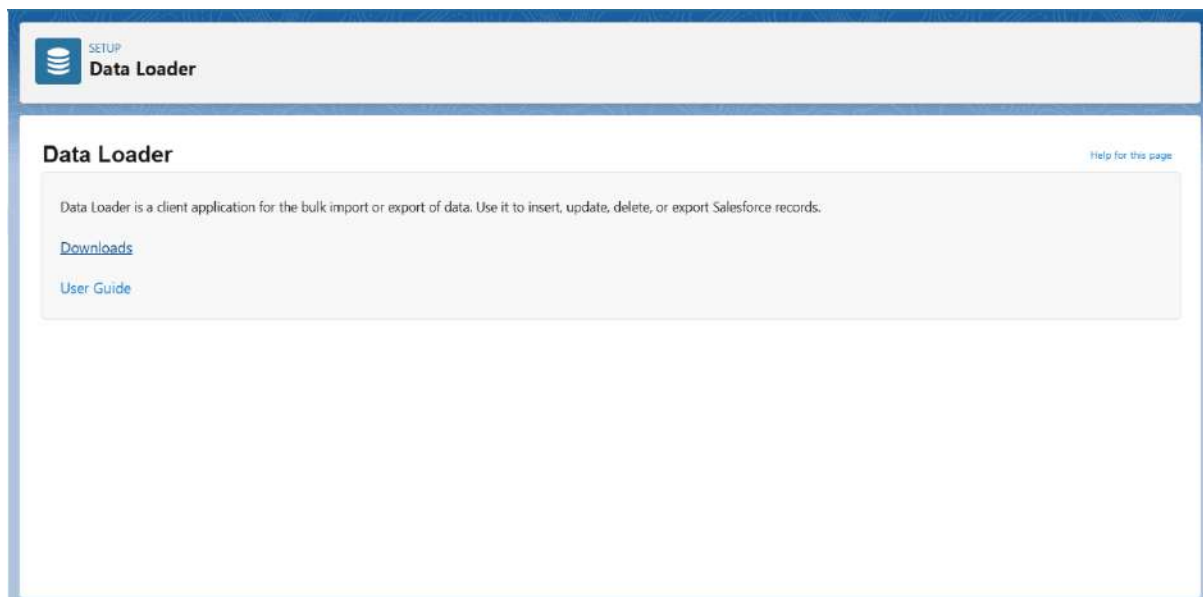 SETUP
Data Loader
Data Loader
Help for this page
Data Loader is a client application for the bulk import or export of data. Use it to insert, update, delete, or export Salesforce records.
Downloads
User Guide